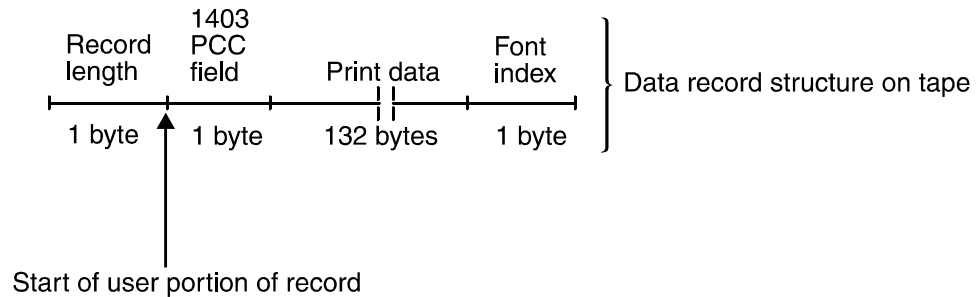 Record
length
1403
PCC
field
Print data
Font
index
Data record structure on tape
1 byte
1 byte
132 bytes
1 byte
Start of user portion of record